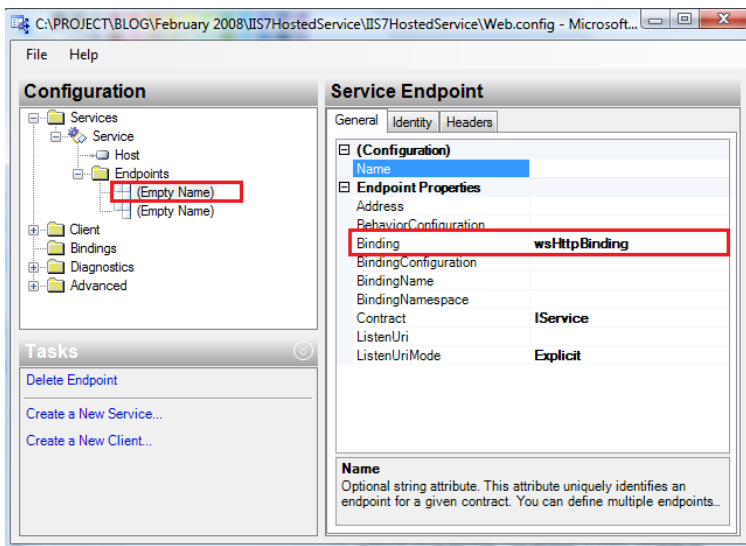 C:\PROJECT\BLOG\February 2008\IIS7HostedService\IIS7HostedService\Web.config - Microsoft...
File Help
Configuration
Services
Service
Host
Endpoints
(Empty Name)
(Empty Name)
Client
Bindings
Diagnostics
Advanced
Tasks
Delete Endpoint
Create a New Service...
Create a New Client...
Service Endpoint
General Identity Headers
(Configuration)
Name
Endpoint Properties
Address
BehaviorConfiguration
Binding wsHttpBinding
BindingConfiguration
BindingName
BindingNamespace
Contract IService
ListenUri
ListenUriMode Explicit
Name
Optional string attribute. This attribute uniquely identifies an
endpoint for a given contract. You can define multiple endpoints...